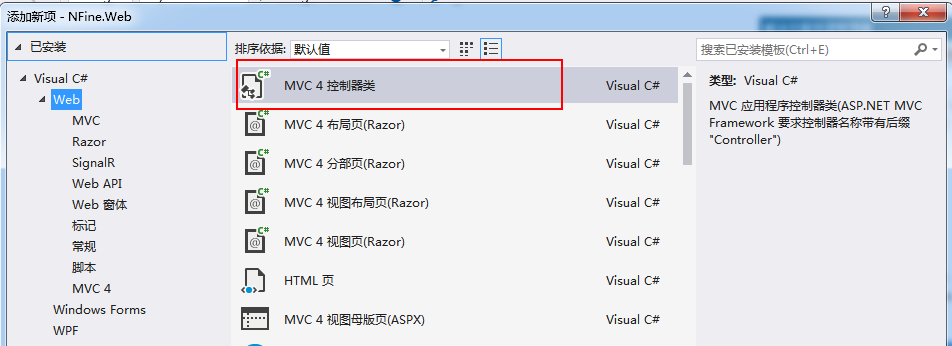 添加新项 - NFine.Web
已安装
排序依据: 默认值
搜索已安装模板(Ctrl+E)
Visual C#
Web
MVC
Razor
SignalR
Web API
Web 窗体
标记
常规
脚本
MVC 4
Windows Forms
WPF
MVC 4 控制器类 Visual C#
MVC 4 布局页(Razor) Visual C#
MVC 4 分部页(Razor) Visual C#
MVC 4 视图布局页(Razor) Visual C#
MVC 4 视图页(Razor) Visual C#
HTML 页 Visual C#
MVC 4 视图母版页(ASPX) Visual C#
类型: Visual C#
MVC 应用程序控制器类(ASP.NET MVC
Framework 要求控制器名称带有后缀
"Controller")